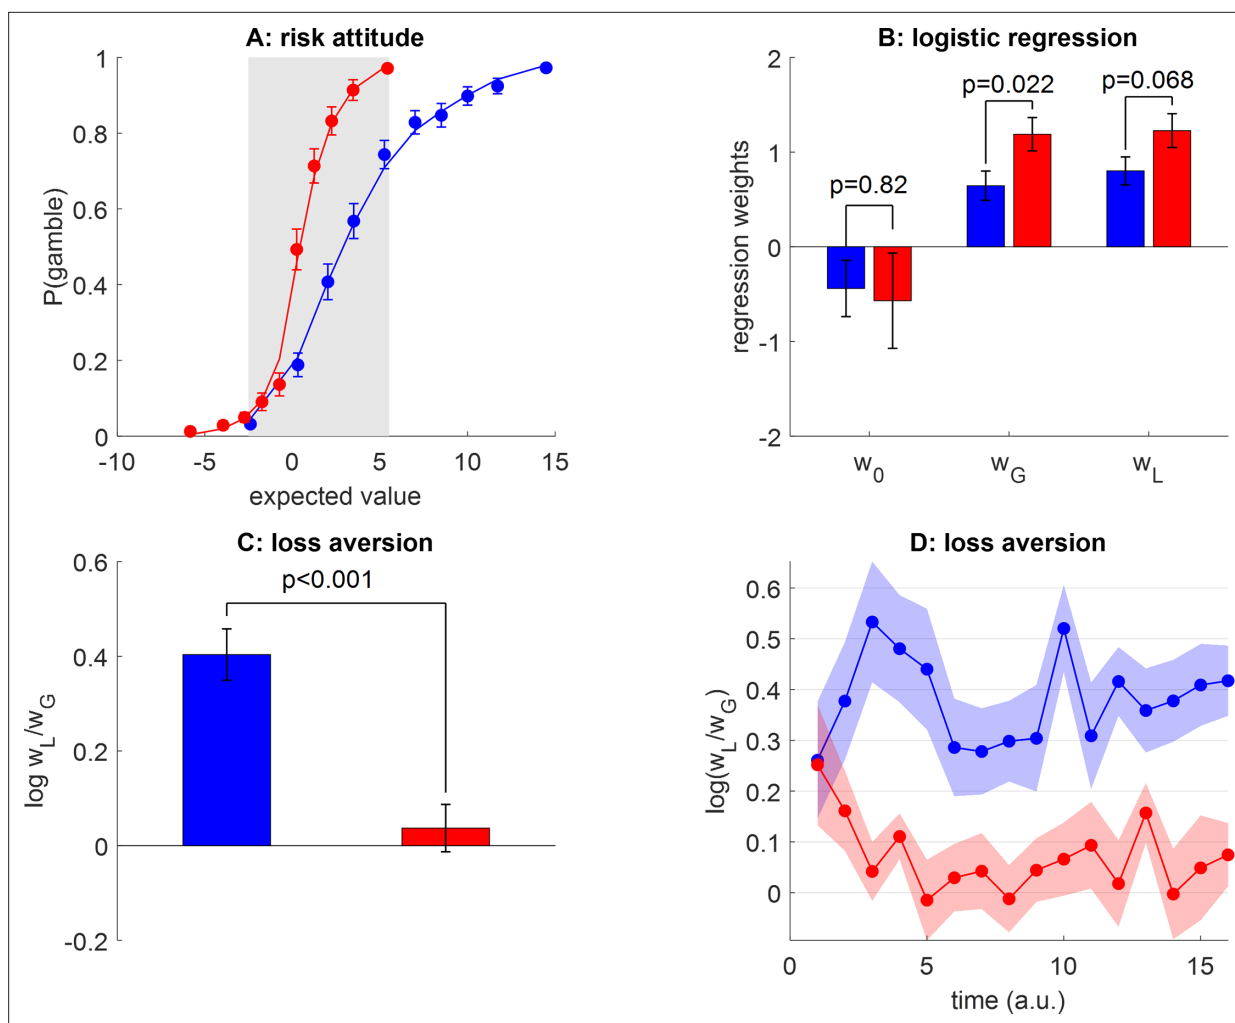 A: risk attitude
P(gamble)
1
0.8
0.6
0.4
0.2
0
-10
-5
0
5
10
15
expected value
B: logistic regression
regression weights
2
1
0
-1
-2
p=0.82
p=0.022
p=0.068
w0
wG
wL
C: loss aversion
log wL/wG
0.6
0.4
0.2
0
-0.2
p<0.001
D: loss aversion
log(wL/wG)
0.6
0.5
0.4
0.3
0.2
0.1
0
0
5
10
15
time (a.u.)